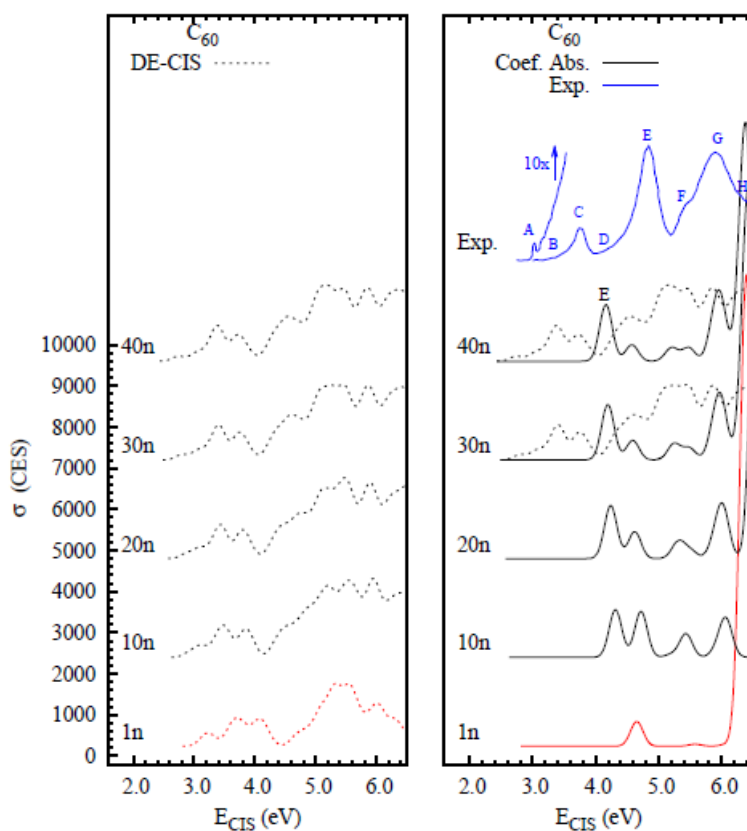 C60
DE-CIS
σ (CES)
10000
9000
8000
7000
6000
5000
4000
3000
2000
1000
0
40n
30n
20n
10n
1n
2.0 3.0 4.0 5.0 6.0
ECIS (eV)
C60
Coef. Abs.
Exp.
10x
A B C D E F G H
Exp.
E
40n
30n
20n
10n
1n
2.0 3.0 4.0 5.0 6.0
ECIS (eV)